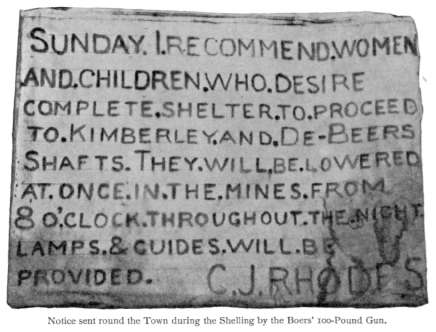 SUNDAY. I.RECOMMEND.WOMEN
AND.CHILDREN.WHO.DESIRE
COMPLETE.SHELTER.TO.PROCEED
TO.KIMBERLEY.AND.DE-BEERS
SHAFTS. THEY.WILL.BE.LOWERED
AT.ONCE.IN.THE.MINES.FROM
8 O'CLOCK.THROUGHOUT.THE.NIGHT.
LAMPS.&.GUIDES.WILL.BE
PROVIDED. C.J.RHODES
Notice sent round the Town during the Shelling by the Boers' 100-Pound Gun.